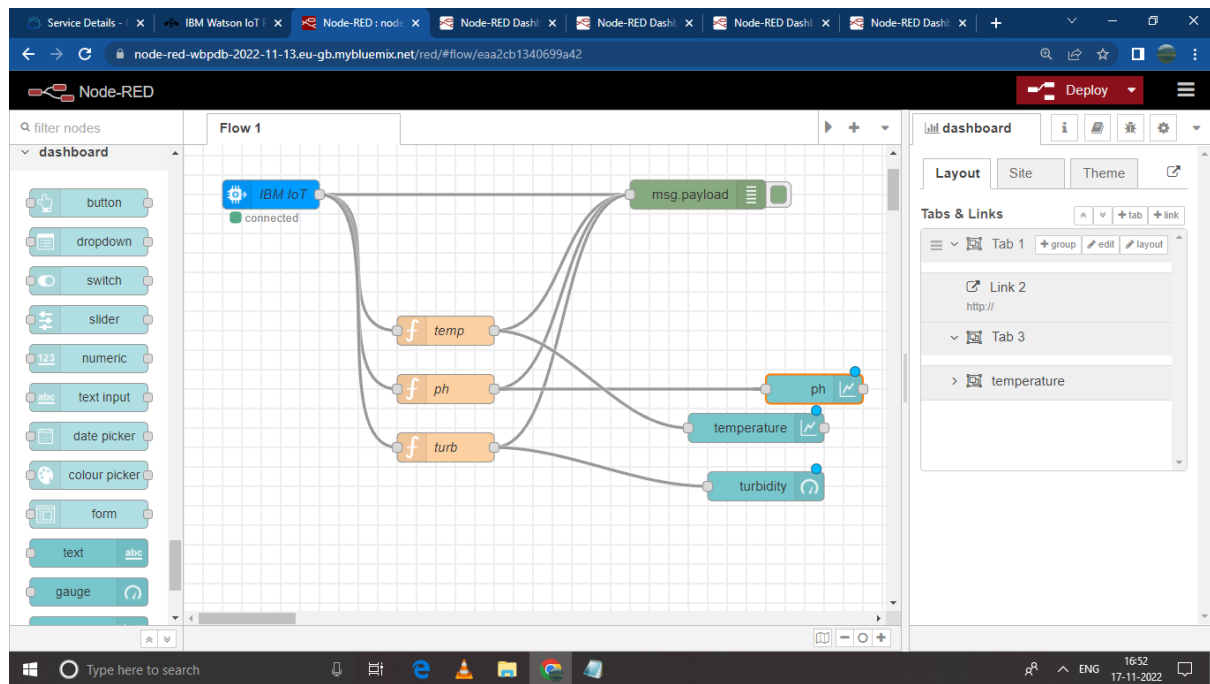 Service Details - I
IBM Watson IoT P
Node-RED : node
Node-RED Dashb
Node-RED Dashb
Node-RED Dashb
Node-RED Dashb
node-red-wbpdb-2022-11-13.eu-gb.mybluemix.net/red/#flow/eaa2cb1340699a42
Node-RED
Deploy
filter nodes
Flow 1
dashboard
i
dashboard
button
dropdown
switch
slider
123
numeric
abc
text input
date picker
colour picker
form
text
abc
gauge
IBM IoT
connected
msg.payload
f
temp
f
ph
f
turb
ph
temperature
turbidity
Layout
Site
Theme
Tabs & Links
+ tab
+ link
Tab 1
+ group
edit
layout
Link 2
http://
Tab 3
temperature
Type here to search
ENG
16:52
17-11-2022